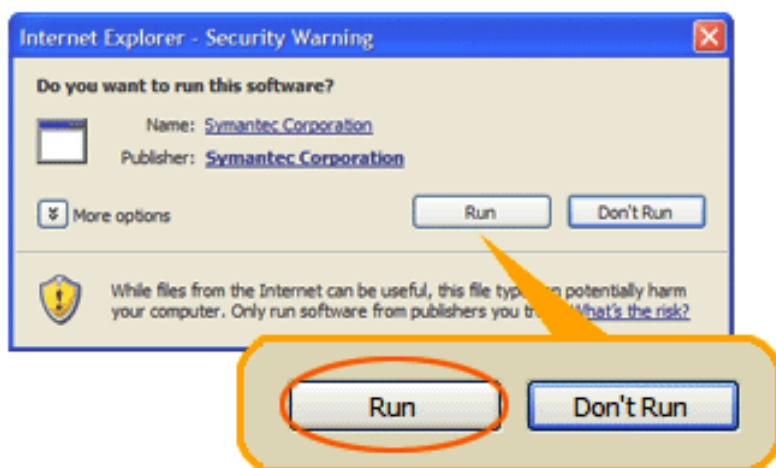 Internet Explorer - Security Warning
Do you want to run this software?
Name: Symantec Corporation
Publisher: Symantec Corporation
More options
Run
Don't Run
While files from the Internet can be useful, this file type potentially harm
your computer. Only run software from publishers you What's the risk?
Run
Don't Run